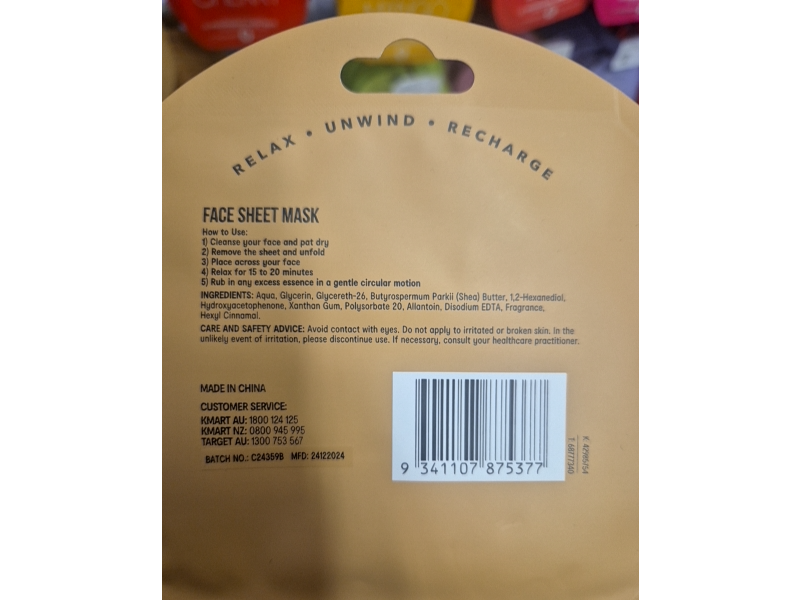 RELAX • UNWIND • RECHARGE
FACE SHEET MASK
How to Use:
1) Cleanse your face and pat dry
2) Remove the sheet and unfold
3) Place across your face
4) Relax for 15 to 20 minutes
5) Rub in any excess essence in a gentle circular motion
INGREDIENTS: Aqua, Glycerin, Glycereth-26, Butyrospermum Parkii (Shea) Butter, 1,2-Hexanediol,
Hydroxyacetophenone, Xanthan Gum, Polysorbate 20, Allantoin, Disodium EDTA, Fragrance,
Hexyl Cinnamal.
CARE AND SAFETY ADVICE: Avoid contact with eyes. Do not apply to irritated or broken skin. In the
unlikely event of irritation, please discontinue use. If necessary, consult your healthcare practitioner.
MADE IN CHINA
CUSTOMER SERVICE:
KMART AU: 1800 124 125
KMART NZ: 0800 945 995
TARGET AU: 1300 753 567
BATCH NO.: C24359B MFD: 24122024
9 341107 875377